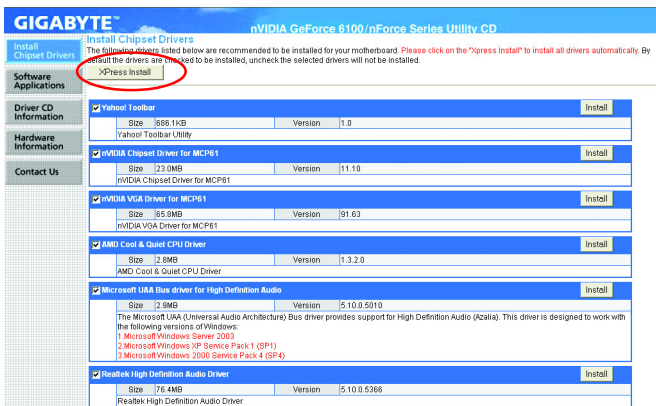 GIGABYTE™
nVIDIA GeForce 6100/nForce Series Utility CD
Install
Chipset Drivers
Software
Applications
Driver CD
Information
Hardware
Information
Contact Us
Install Chipset Drivers
The following drivers listed below are recommended to be installed for your motherboard. Please click on the "Xpress Install" to install all drivers automatically. By
default the drivers are checked to be installed, uncheck the selected drivers will not be installed.
XPress Install
Yahoo! Toolbar Install
Size 686.1KB Version 1.0
Yahoo! Toolbar Utility
nVIDIA Chipset Driver for MCP61 Install
Size 23.0MB Version 11.10
nVIDIA Chipset Driver for MCP61
nVIDIA VGA Driver for MCP61 Install
Size 65.8MB Version 91.63
nVIDIA VGA Driver for MCP61
AMD Cool & Quiet CPU Driver Install
Size 2.8MB Version 1.3.2.0
AMD Cool & Quiet CPU Driver
Microsoft UAA Bus driver for High Definition Audio Install
Size 2.9MB Version 5.10.0.5010
The Microsoft UAA (Universal Audio Architecture) Bus driver provides support for High Definition Audio (Azalia). This driver is designed to work with
the following versions of Windows:
1.Microsoft Windows Server 2003
2.Microsoft Windows XP Service Pack 1 (SP1)
3.Microsoft Windows 2000 Service Pack 4 (SP4)
Realtek High Definition Audio Driver Install
Size 76.4MB Version 5.10.0.5366
Realtek High Definition Audio Driver